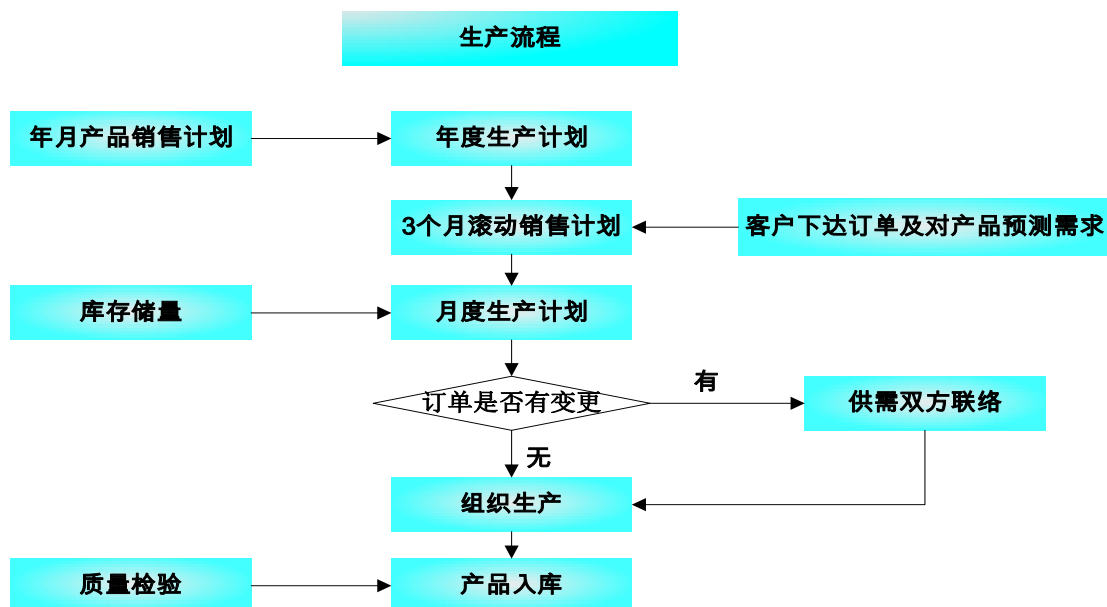 生产流程
年月产品销售计划
年度生产计划
3个月滚动销售计划
客户下达订单及对产品预测需求
库存储量
月度生产计划
订单是否有变更
有
供需双方联络
无
组织生产
质量检验
产品入库